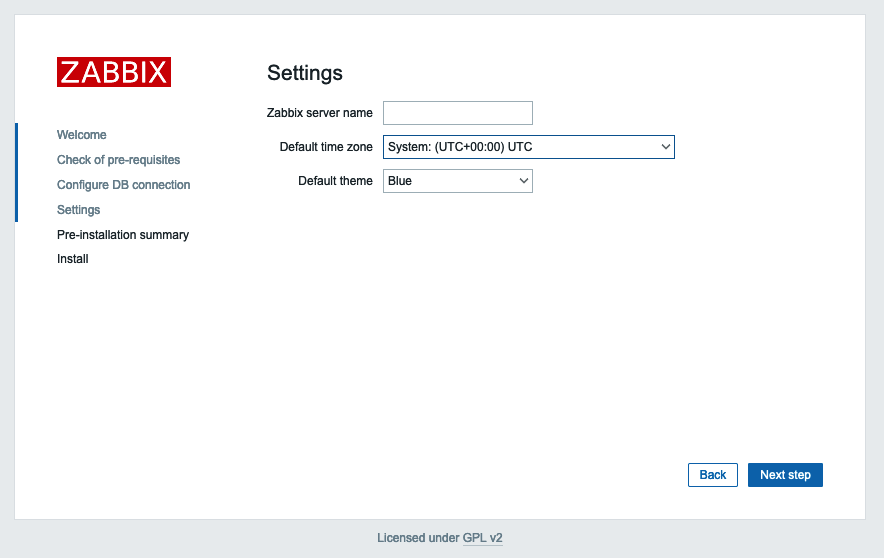 ZABBIX
Welcome
Check of pre-requisites
Configure DB connection
Settings
Pre-installation summary
Install
Settings
Zabbix server name
Default time zone System: (UTC+00:00) UTC
Default theme Blue
Back Next step
Licensed under GPL v2